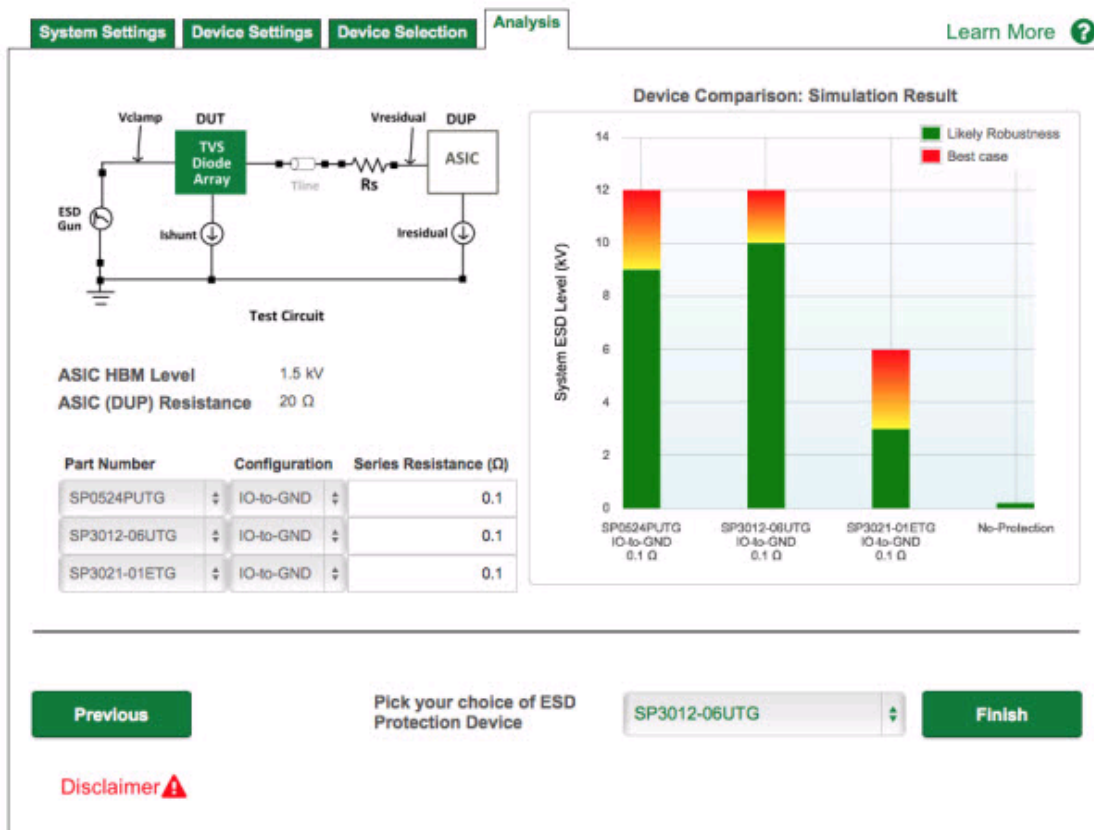 System Settings
Device Settings
Device Selection
Analysis
Learn More ?
Vclamp
DUT
Vresidual
DUP
TVS
Diode
Array
ASIC
Tline
Rs
ESD
Gun
Ishunt
Iresidual
Test Circuit
ASIC HBM Level 1.5 kV
ASIC (DUP) Resistance 20 Ω
Part Number Configuration Series Resistance (Ω)
SP0524PUTG IO-to-GND 0.1
SP3012-06UTG IO-to-GND 0.1
SP3021-01ETG IO-to-GND 0.1
Device Comparison: Simulation Result
Likely Robustness
Best case
System ESD Level (kV)
14
12
10
8
6
4
2
0
SP0524PUTG
IO-to-GND
0.1 Ω
SP3012-06UTG
IO-to-GND
0.1 Ω
SP3021-01ETG
IO-to-GND
0.1 Ω
No-Protection
Previous
Pick your choice of ESD
Protection Device
SP3012-06UTG
Finish
Disclaimer